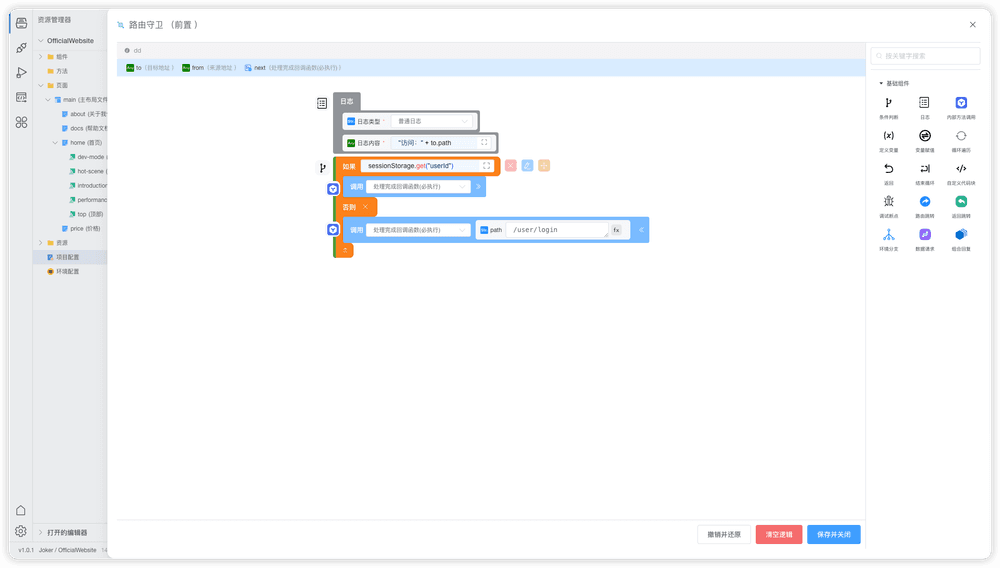 资源管理器
OfficialWebsite
组件
方法
页面
main (主布局文件
about (关于我
docs (帮助文档
home (首页)
dev-mode (
hot-scene (
introduction
performanc
top (顶部)
price (价格)
资源
项目配置
环境配置
打开的编辑器
v1.0.1 Joker / OfficialWebsite
路由守卫 （前置 ）
dd
to（目标地址 ） from（来源地址 ） next（处理完成回调函数(必执行) ）
日志
日志类型 * 普通日志
日志内容 * "访问：" + to.path
如果 sessionStorage.get("userId")
调用 处理完成回调函数(必执行)
否则
调用 处理完成回调函数(必执行) path /user/login fx
按关键字搜索
基础组件
条件判断 日志 内部方法调用
定义变量 变量赋值 循环遍历
返回 结束循环 自定义代码块
调试断点 路由跳转 返回跳转
环境分支 数据请求 组合回复
撤销并还原 清空逻辑 保存并关闭